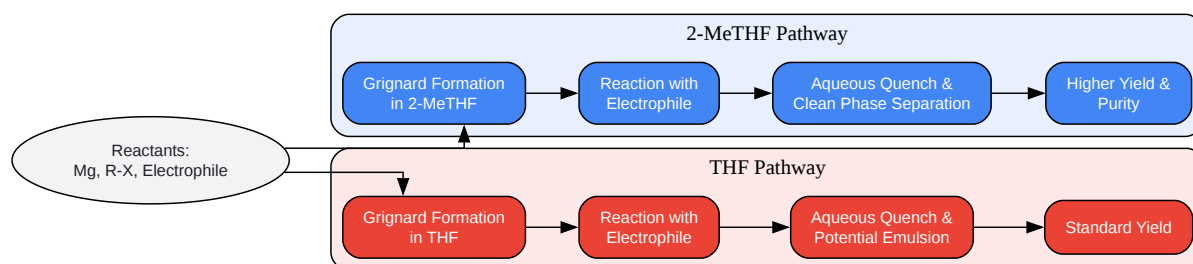 2-MeTHF Pathway
Grignard Formation
in 2-MeTHF
Reaction with
Electrophile
Aqueous Quench &
Clean Phase Separation
Higher Yield &
Purity
Reactants:
Mg, R-X, Electrophile
THF Pathway
Grignard Formation
in THF
Reaction with
Electrophile
Aqueous Quench &
Potential Emulsion
Standard Yield